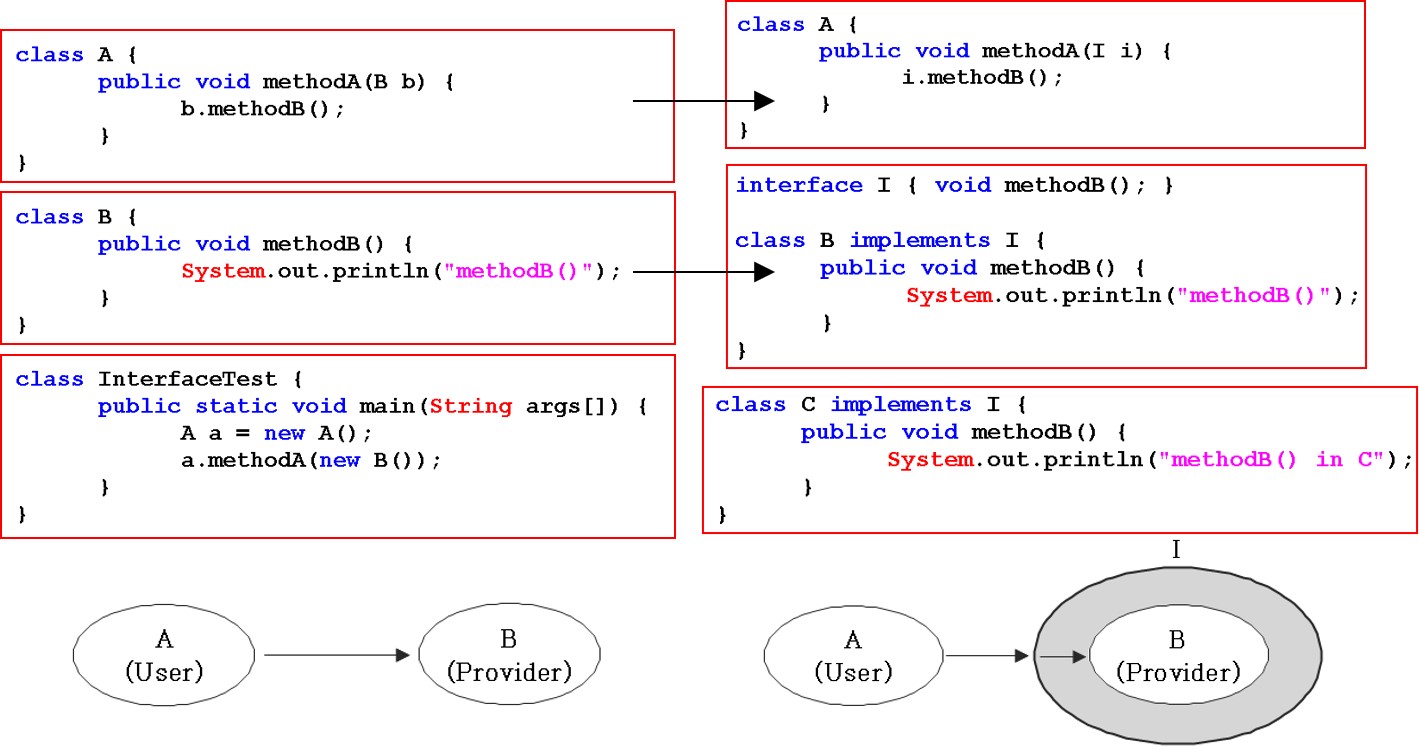 class A {
public void methodA(B b) {
b.methodB();
}
}
class B {
public void methodB() {
System.out.println("methodB()");
}
}
class InterfaceTest {
public static void main(String args[]) {
A a = new A();
a.methodA(new B());
}
}
class A {
public void methodA(I i) {
i.methodB();
}
}
interface I { void methodB(); }
class B implements I {
public void methodB() {
System.out.println("methodB()");
}
}
class C implements I {
public void methodB() {
System.out.println("methodB() in C");
}
}
A
(User)
B
(Provider)
I
A
(User)
B
(Provider)